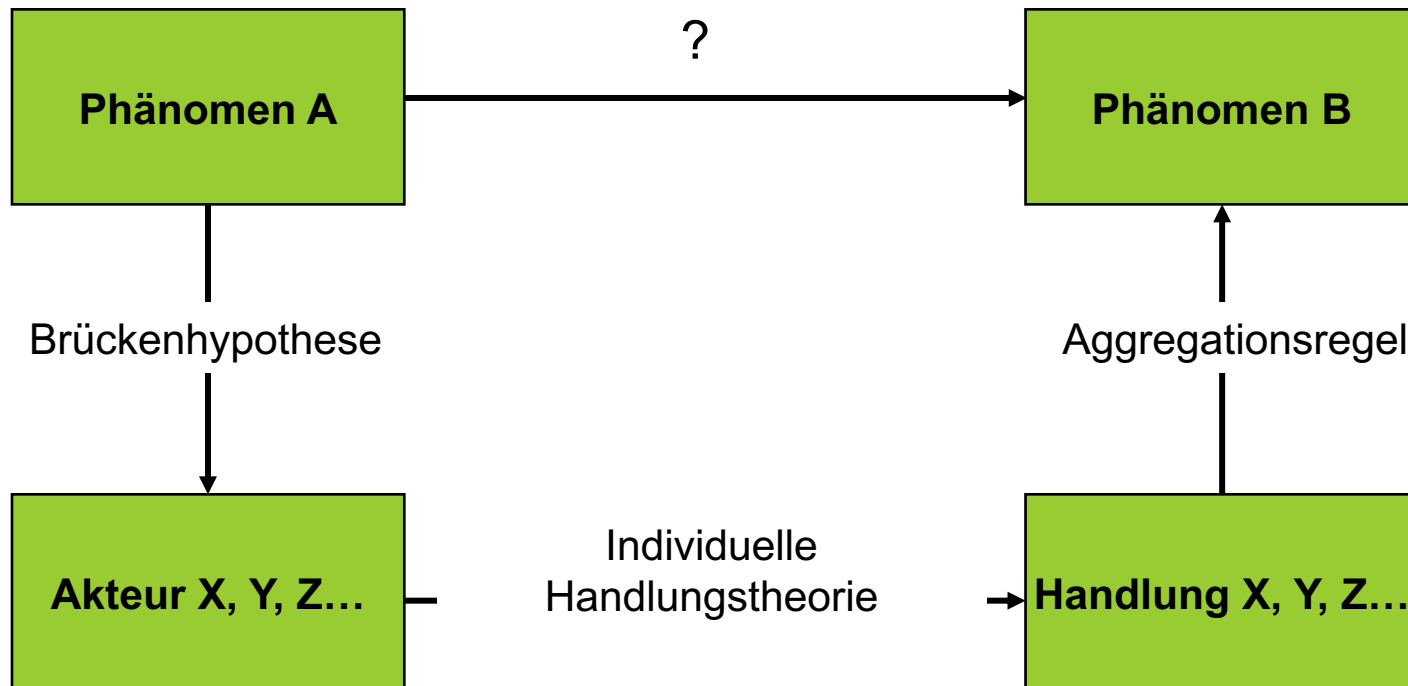 ?
Phänomen A
Phänomen B
Brückenhypothese
Aggregationsregel
Individuelle
Handlungstheorie
Akteur X, Y, Z…
Handlung X, Y, Z…